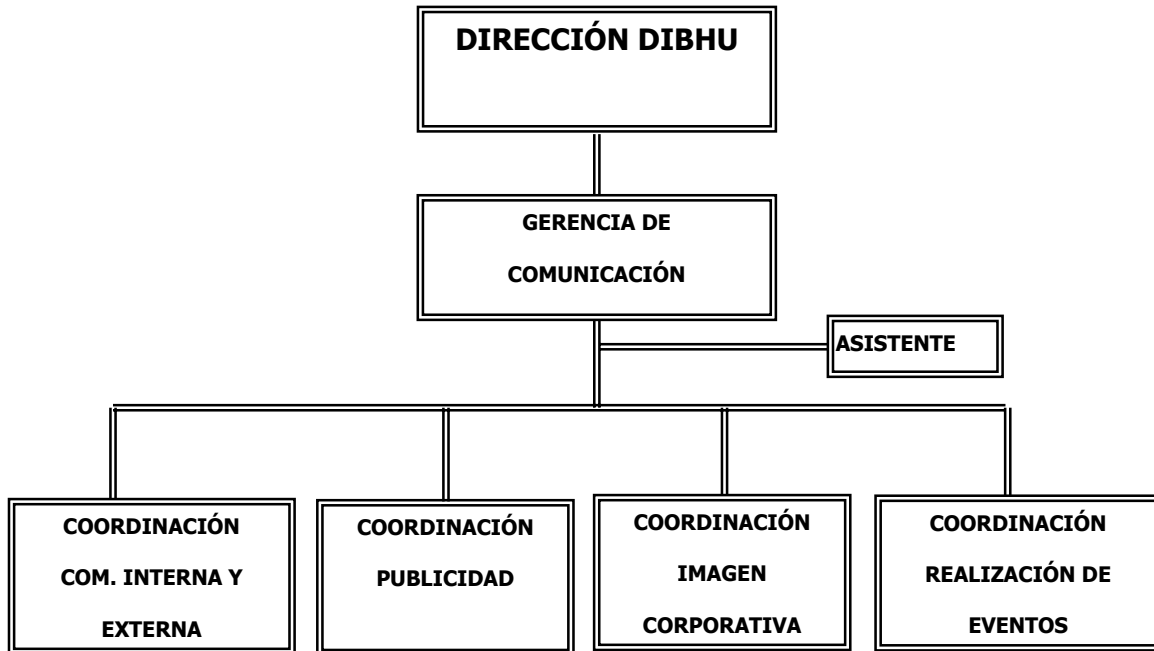 DIRECCIÓN DIBHU
GERENCIA DE
COMUNICACIÓN
ASISTENTE
COORDINACIÓN
COM. INTERNA Y
EXTERNA
COORDINACIÓN
PUBLICIDAD
COORDINACIÓN
IMAGEN
CORPORATIVA
COORDINACIÓN
REALIZACIÓN DE
EVENTOS